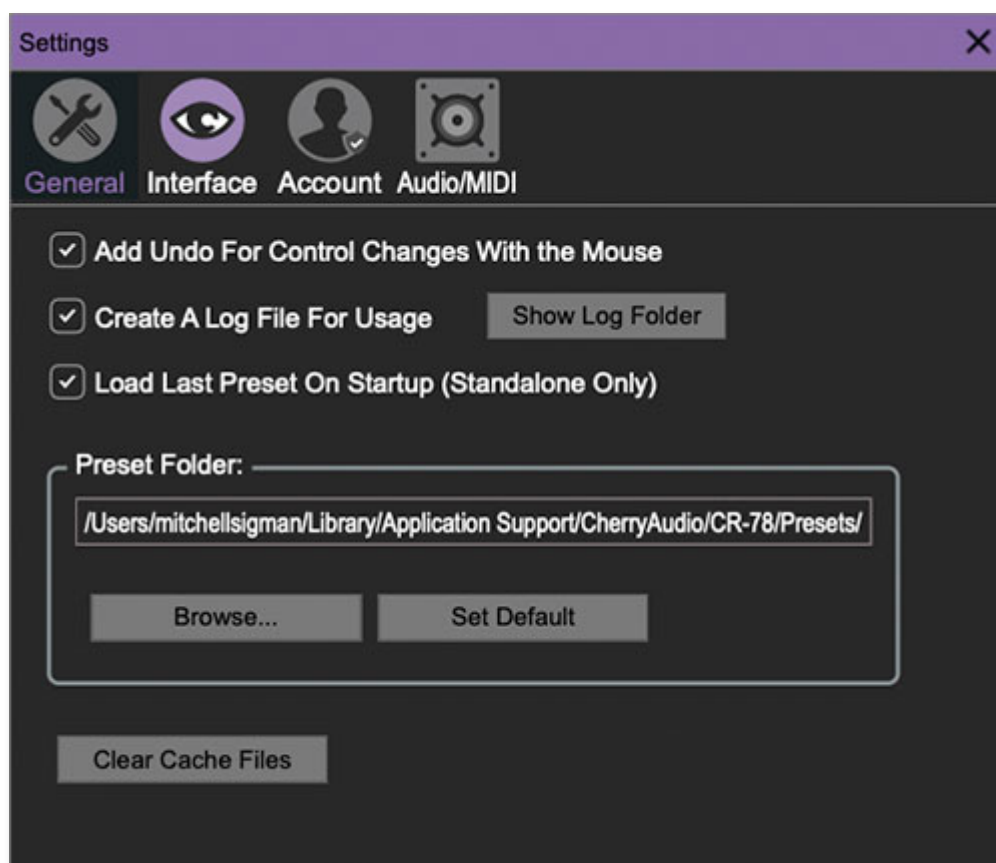 Settings
General Interface Account Audio/MIDI
Add Undo For Control Changes With the Mouse
Create A Log File For Usage Show Log Folder
Load Last Preset On Startup (Standalone Only)
Preset Folder:
/Users/mitchellsigman/Library/Application Support/CherryAudio/CR-78/Presets/
Browse... Set Default
Clear Cache Files